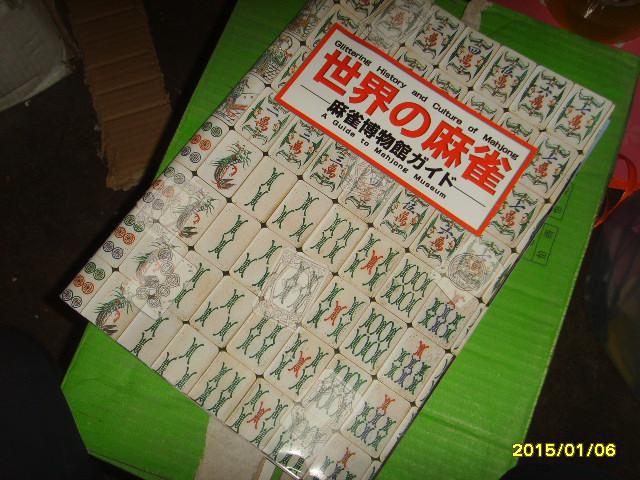 Glittering History and Culture of Mahjong
世界の麻雀
麻雀博物館ガイド
A Guide to Mahjong Museum
2015/01/06